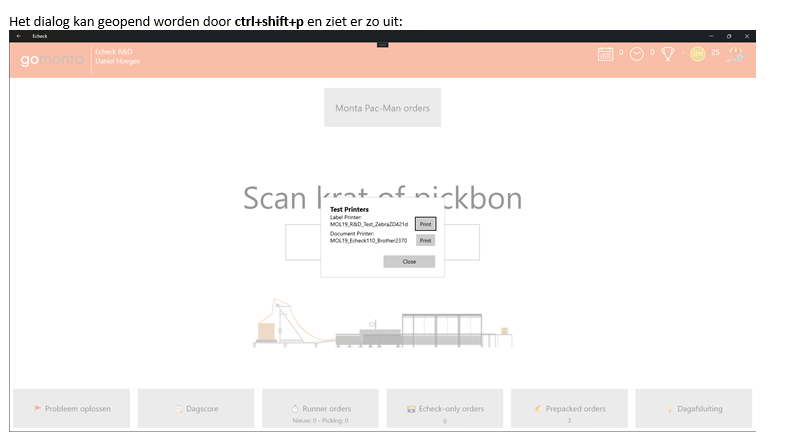 Het dialog kan geopend worden door ctrl+shift+p en ziet er zo uit:
Echeck
gomonta
Echeck R&D
Daniel Hoegee
0
0
-
25
Monta Pac-Man orders
Scan krat of pickbon
Test Printers
Label Printer:
MOL19_R&D_Test_ZebraZD421d
Print
Document Printer:
MOL19_Echeck110_Brother2370
Print
Close
Probleem oplossen
Dagscore
Runner orders
Nieuw: 0 - Picking: 0
Echeck-only orders
0
Prepacked orders
3
Dagafsluiting